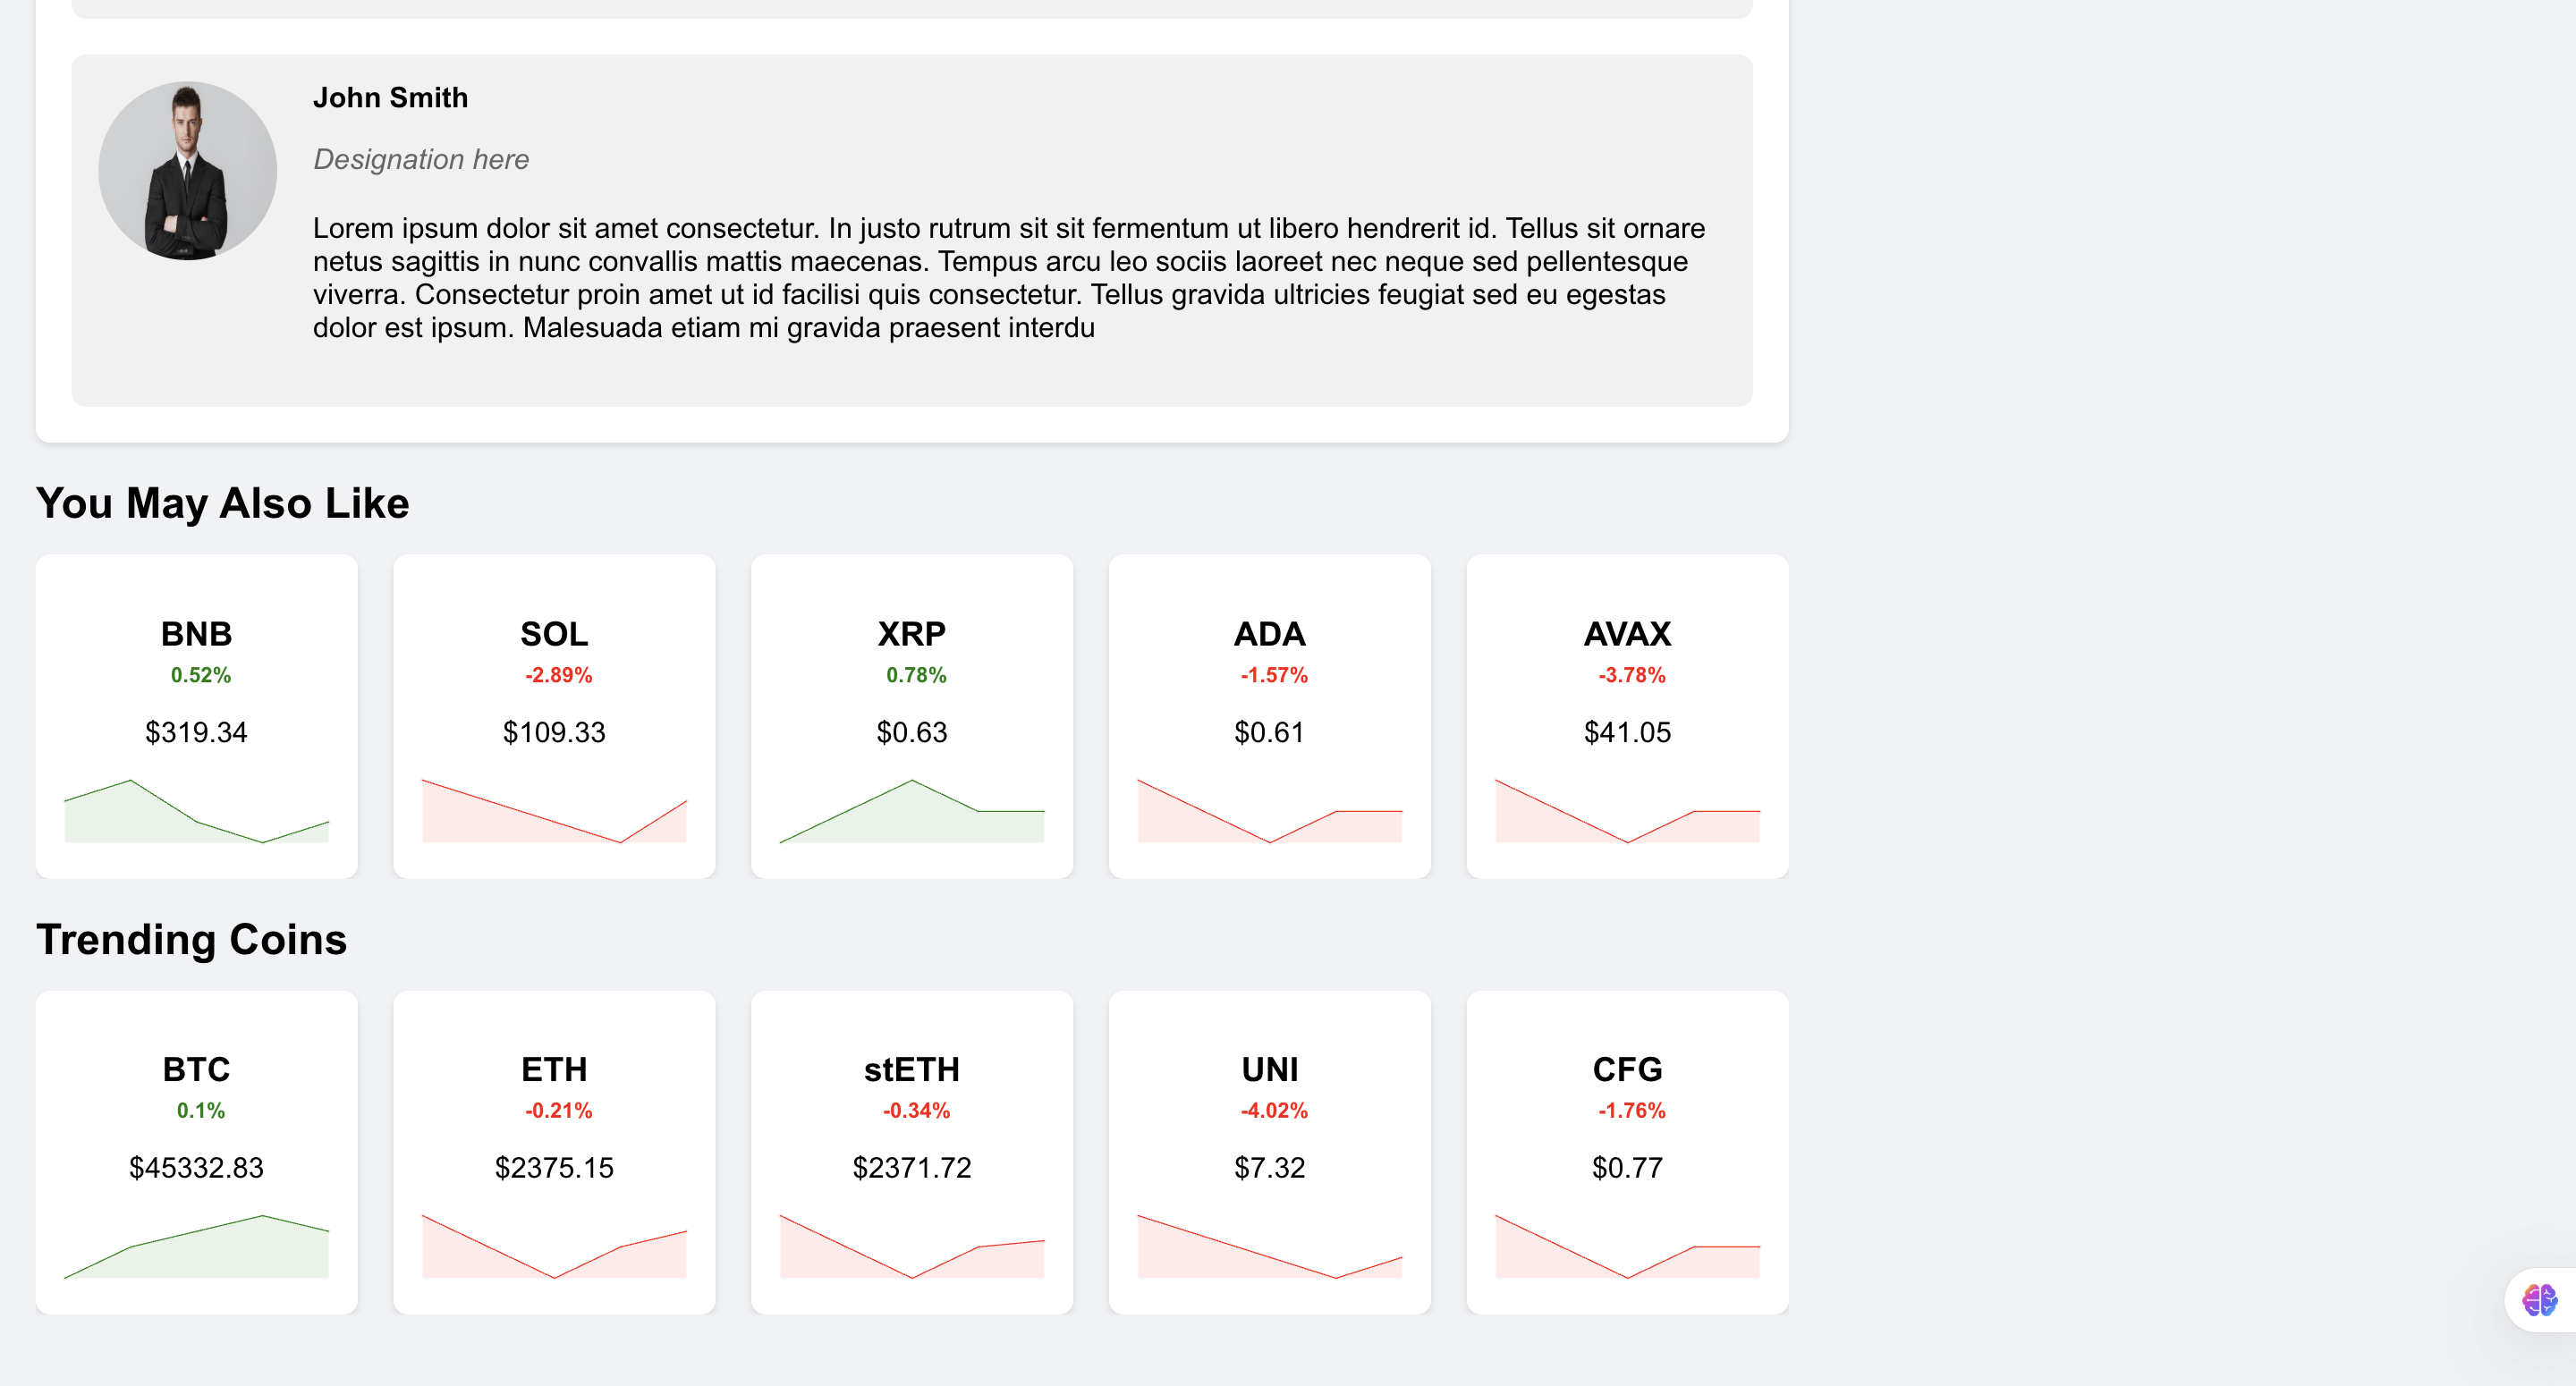 John Smith
Designation here
Lorem ipsum dolor sit amet consectetur. In justo rutrum sit sit fermentum ut libero hendrerit id. Tellus sit ornare
netus sagittis in nunc convallis mattis maecenas. Tempus arcu leo sociis laoreet nec neque sed pellentesque
viverra. Consectetur proin amet ut id facilisi quis consectetur. Tellus gravida ultricies feugiat sed eu egestas
dolor est ipsum. Malesuada etiam mi gravida praesent interdu
You May Also Like
BNB
0.52%
$319.34
SOL
-2.89%
$109.33
XRP
0.78%
$0.63
ADA
-1.57%
$0.61
AVAX
-3.78%
$41.05
Trending Coins
BTC
0.1%
$45332.83
ETH
-0.21%
$2375.15
stETH
-0.34%
$2371.72
UNI
-4.02%
$7.32
CFG
-1.76%
$0.77